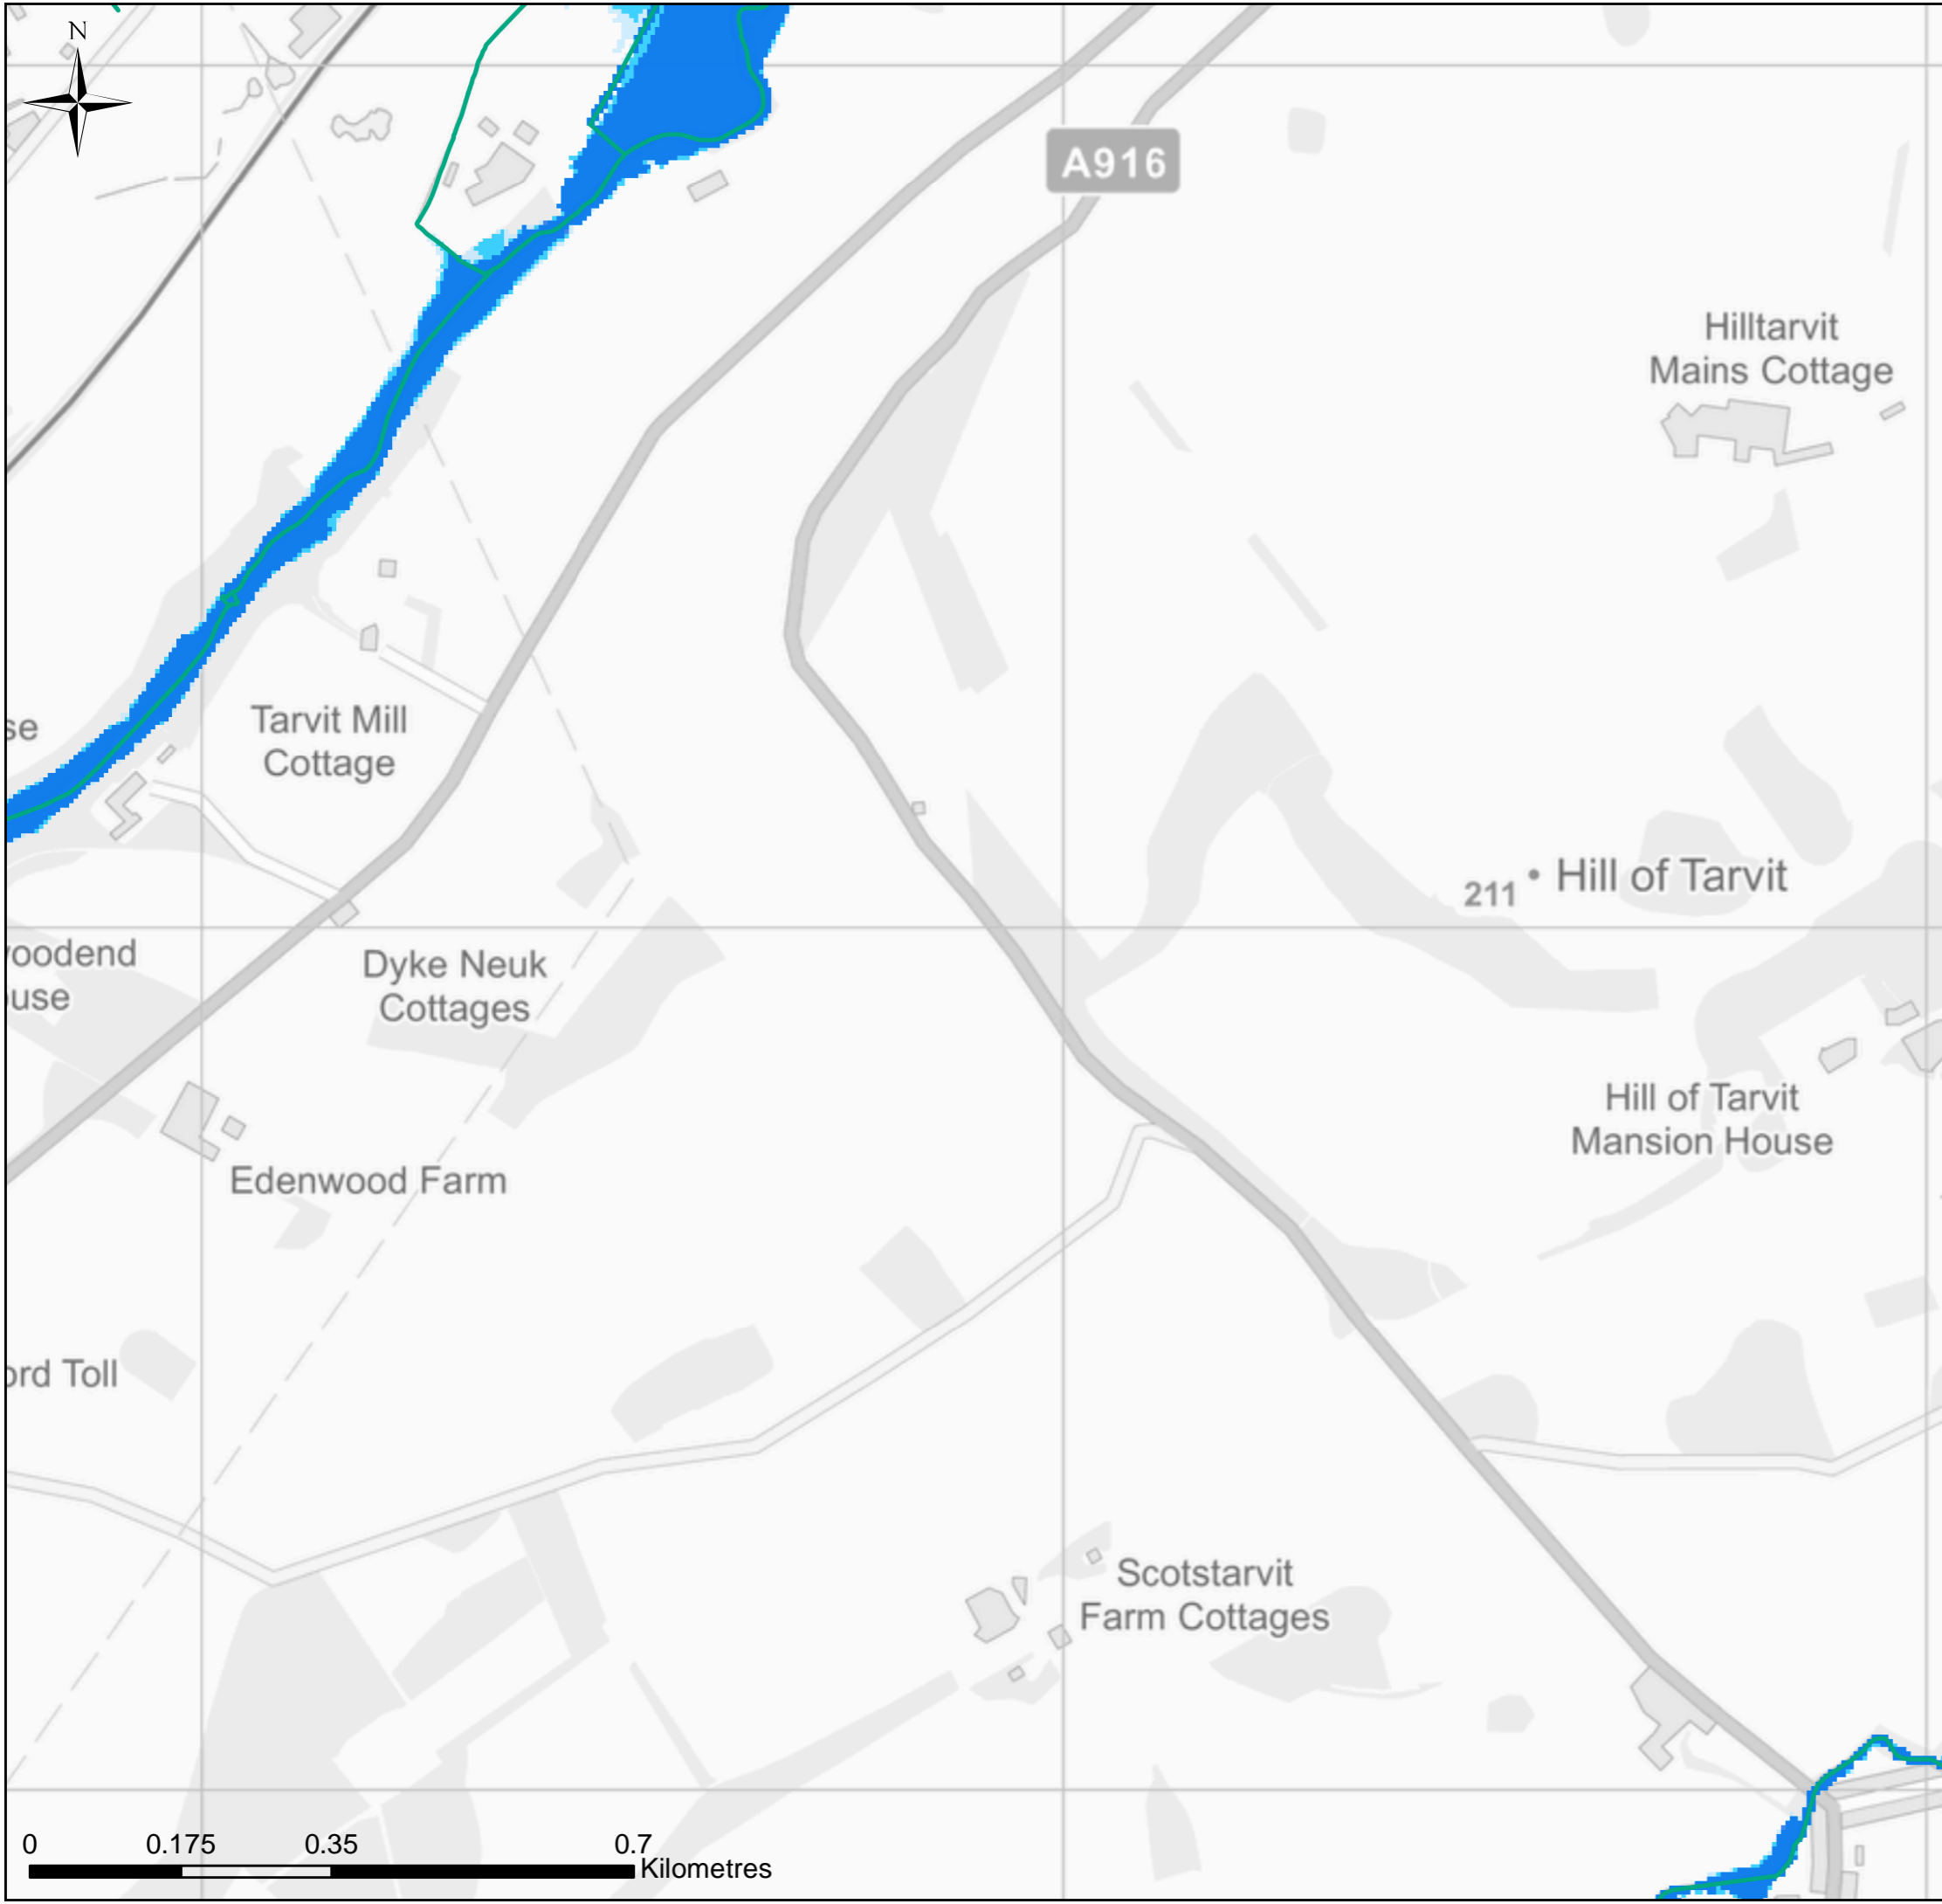 N
A916
Hilltarvit
Mains Cottage
se
Tarvit Mill
Cottage
211
Hill of Tarvit
oodend
use
Dyke Neuk
Cottages
Hill of Tarvit
Mansion House
Edenwood Farm
ord Toll
Scotstarvit
Farm Cottages
0 0.175 0.35 0.7
Kilometres